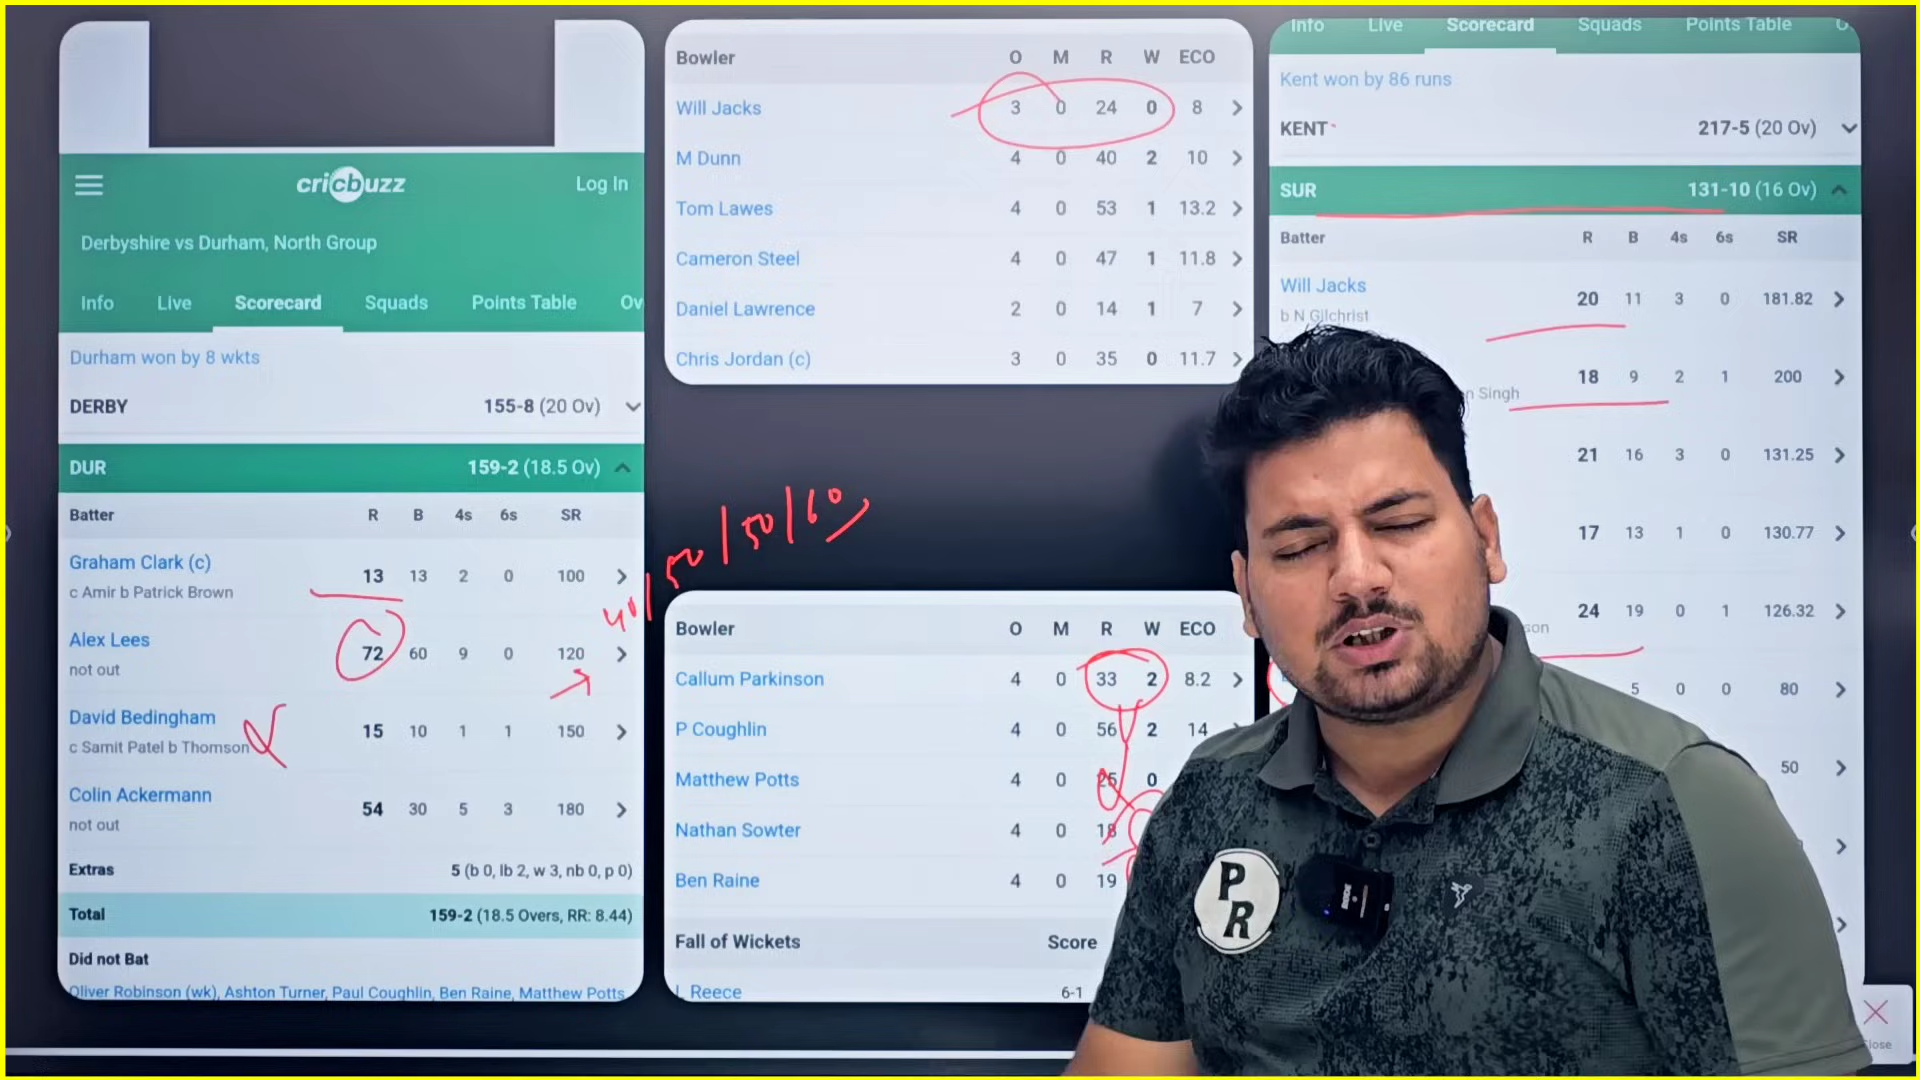 cricbuzz
Log In
Derbyshire vs Durham, North Group
Info Live Scorecard Squads Points Table Ov
Durham won by 8 wkts
DERBY 155-8 (20 Ov)
DUR 159-2 (18.5 Ov)
Batter R B 4s 6s SR
Graham Clark (c) 13 13 2 0 100
c Amir b Patrick Brown
Alex Lees 72 60 9 0 120
not out
David Bedingham 15 10 1 1 150
c Samit Patel b Thomson
Colin Ackermann 54 30 5 3 180
not out
Extras 5 (b 0, lb 2, w 3, nb 0, p 0)
Total 159-2 (18.5 Overs, RR: 8.44)
Did not Bat
Oliver Robinson (wk), Ashton Turner, Paul Coughlin, Ben Raine, Matthew Potts
Bowler O M R W ECO
Will Jacks 3 0 24 0 8
M Dunn 4 0 40 2 10
Tom Lawes 4 0 53 1 13.2
Cameron Steel 4 0 47 1 11.8
Daniel Lawrence 2 0 14 1 7
Chris Jordan (c) 3 0 35 0 11.7
40/50/50/60
Bowler O M R W ECO
Callum Parkinson 4 0 33 2 8.2
P Coughlin 4 0 56 2 14
Matthew Potts 4 0 25 0
Nathan Sowter 4 0 18
Ben Raine 4 0 19
Fall of Wickets Score
L Reece 6-1
Info Live Scorecard Squads Points Table
Kent won by 86 runs
KENT 217-5 (20 Ov)
SUR 131-10 (16 Ov)
Batter R B 4s 6s SR
Will Jacks 20 11 3 0 181.82
b N Gilchrist
18 9 2 1 200
n Singh
21 16 3 0 131.25
17 13 1 0 130.77
24 19 0 1 126.32
son
5 0 0 80
50
P
R
RODE
Close